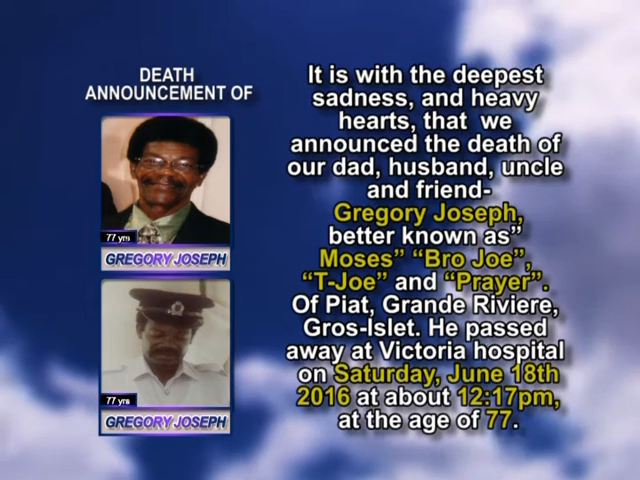 DEATH
ANNOUNCEMENT OF
77 yrs
GREGORY JOSEPH
77 yrs
GREGORY JOSEPH
It is with the deepest
sadness, and heavy
hearts, that we
announced the death of
our dad, husband, uncle
and friend-
Gregory Joseph,
better known as”
Moses” “Bro Joe”,
“T-Joe” and “Prayer”.
Of Piat, Grande Riviere,
Gros-Islet. He passed
away at Victoria hospital
on Saturday, June 18th
2016 at about 12:17pm,
at the age of 77.